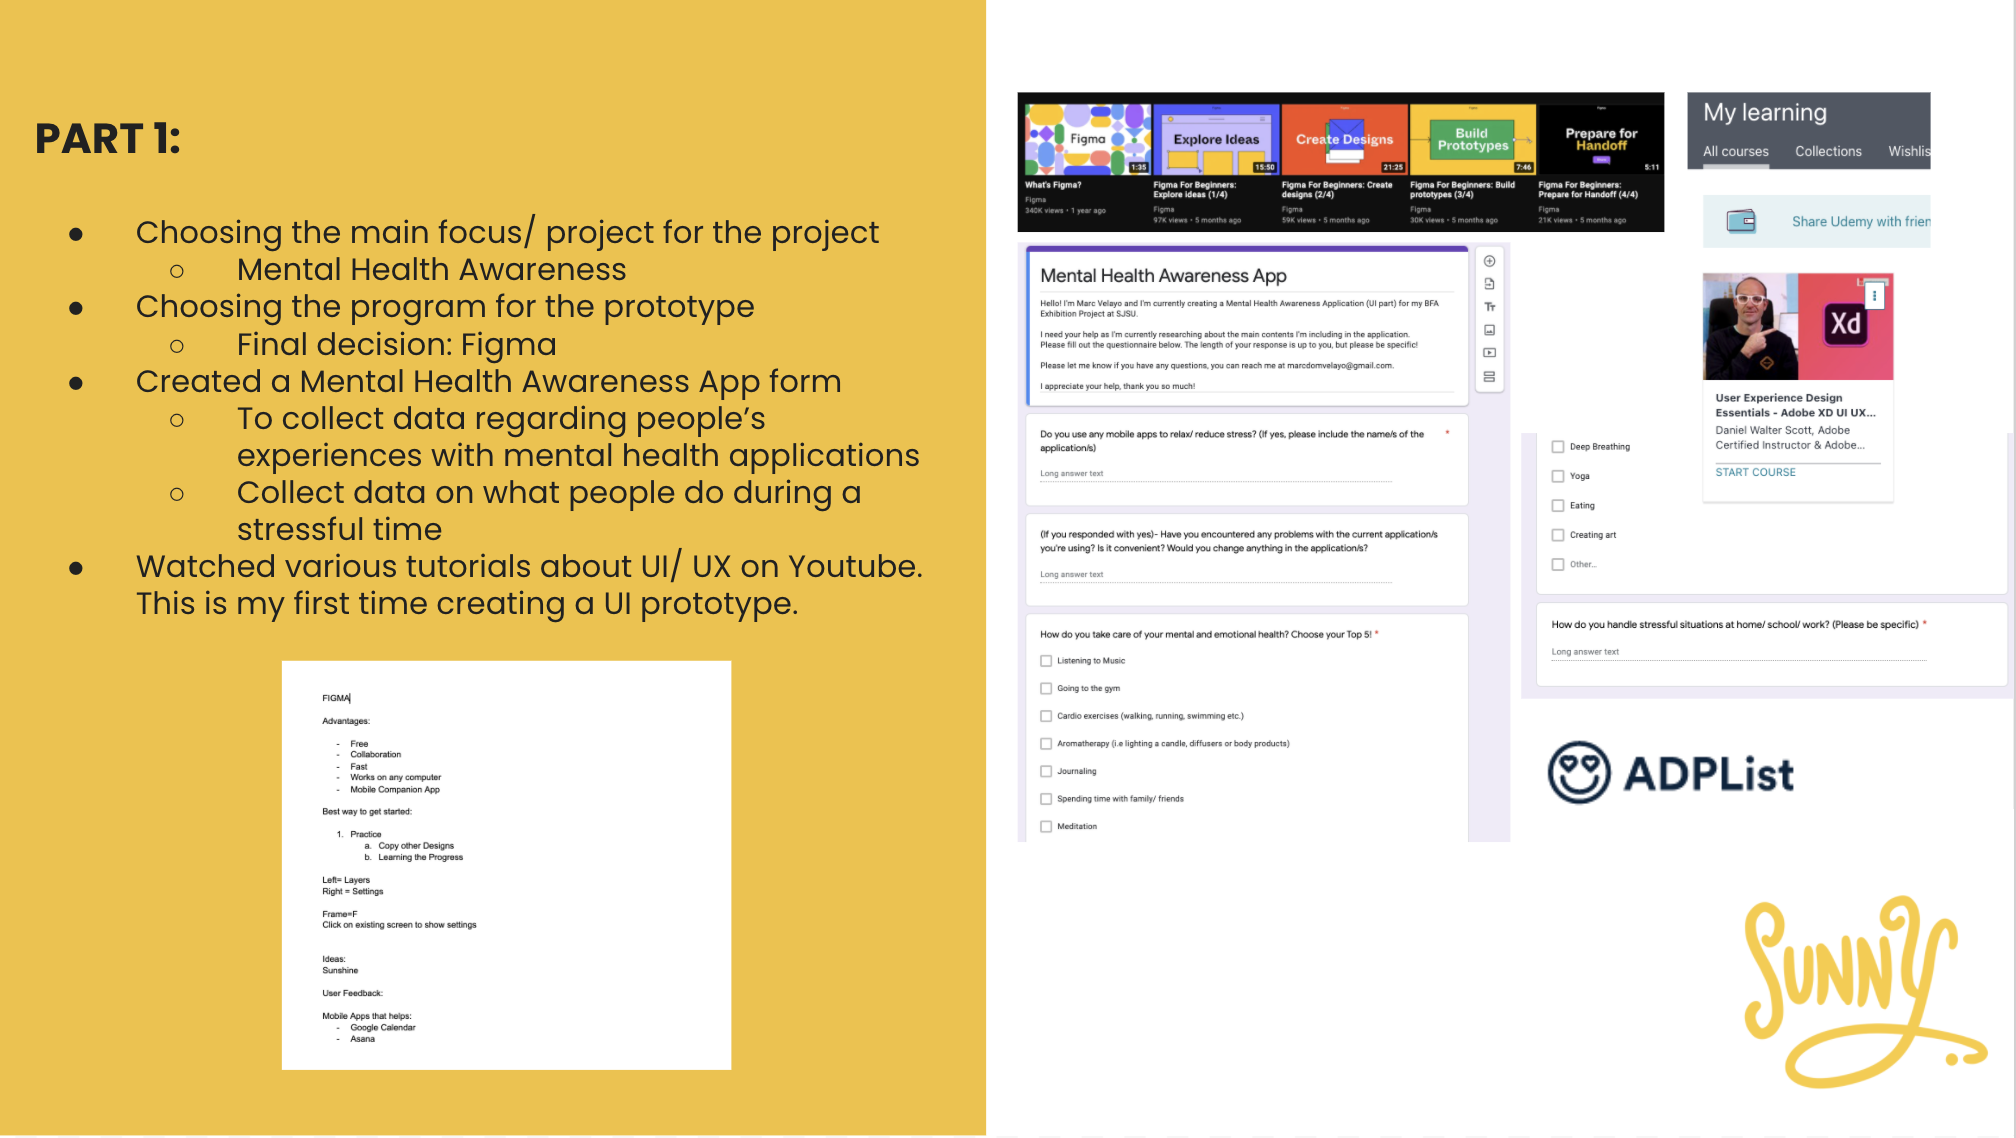 PART 1:
● Choosing the main focus/ project for the project
○ Mental Health Awareness
● Choosing the program for the prototype
○ Final decision: Figma
● Created a Mental Health Awareness App form
○ To collect data regarding people's
experiences with mental health applications
○ Collect data on what people do during a
stressful time
● Watched various tutorials about UI/ UX on Youtube.
This is my first time creating a UI prototype.
FIGMA
Advantages:
- Free
- Collaboration
- Fast
- Works on any computer
- Mobile Companion App
Best way to get started:
1. Practice
a. Copy other Designs
b. Learning the Progress
Left= Layers
Right = Settings
Frame=F
Click on existing screen to show settings
Ideas:
Sunshine
User Feedback:
Mobile Apps that helps:
- Google Calendar
- Asana
Figma
1:35
What's Figma?
Figma
340K views • 1 year ago
Explore Ideas
15:50
Figma For Beginners:
Explore ideas (1/4)
Figma
97K views • 5 months ago
Create Designs
21:25
Figma For Beginners: Create
designs (2/4)
Figma
59K views • 5 months ago
Build
Prototypes
7:46
Figma For Beginners: Build
prototypes (3/4)
Figma
30K views • 5 months ago
Prepare for
Handoff
5:11
Figma For Beginners:
Prepare for Handoff (4/4)
Figma
21K views • 5 months ago
Mental Health Awareness App
Hello! I'm Marc Velayo and I'm currently creating a Mental Health Awareness Application (UI part) for my BFA
Exhibition Project at SJSU.
I need your help as I'm currently researching about the main contents I'm including in the application.
Please fill out the questionnaire below. The length of your response is up to you, but please be specific!
Please let me know if you have any questions, you can reach me at marcdomvelayo@gmail.com.
I appreciate your help, thank you so much!
Tт
Do you use any mobile apps to relax/ reduce stress? (If yes, please include the name/s of the *
application/s)
Long answer text
(If you responded with yes)- Have you encountered any problems with the current application/s
you're using? Is it convenient? Would you change anything in the application/s?
Long answer text
How do you take care of your mental and emotional health? Choose your Top 5! *
Listening to Music
Going to the gym
Cardio exercises (walking, running, swimming etc.)
Aromatherapy (i.e lighting a candle, diffusers or body products)
Journaling
Spending time with family/ friends
Meditation
My learning
All courses Collections Wishlis
Share Udemy with frien
Xd
User Experience Design
Essentials - Adobe XD UI UX...
Daniel Walter Scott, Adobe
Certified Instructor & Adobe...
START COURSE
Deep Breathing
Yoga
Eating
Creating art
Other...
How do you handle stressful situations at home/ school/ work? (Please be specific) *
Long answer text
ADPList
SUNNY